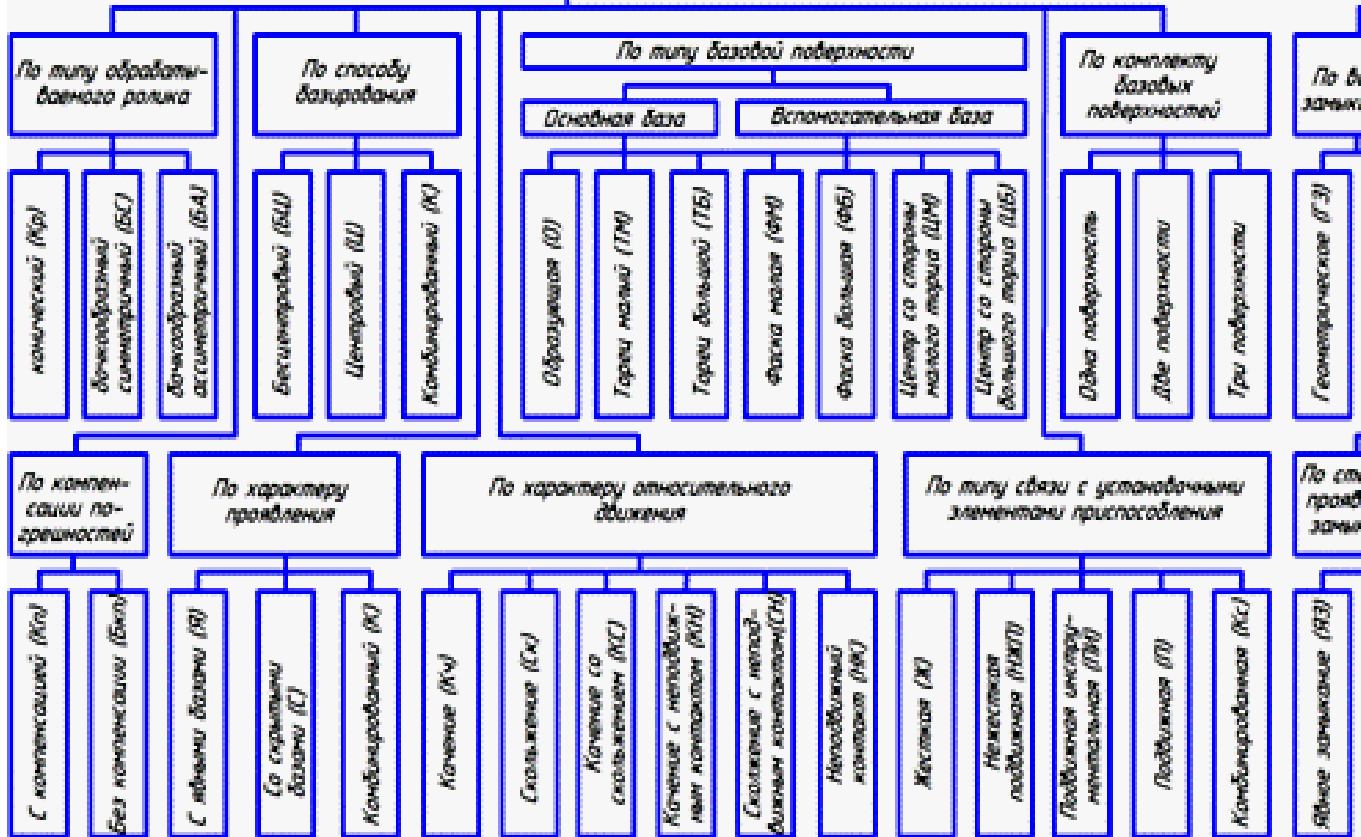 По типу обрабаты-
ваемого ролика
По способу
базирования
По типу базовой поверхности
По комплекту
базовых
поверхностей
Основная база
Вспомогательная база
конический (Кр)
бочкообразный
симметричный (БС)
бочкообразный
ассиметричный (БА)
Бесцентровый (БЦ)
Центровый (Ц)
Комбинированный (К)
Образующая (О)
Торец малый (ТМ)
Торец большой (ТБ)
Фаска малая (ФМ)
Фаска большая (ФБ)
Центр со стороны
малого торца (ЦМ)
Центр со стороны
большого торца (ЦБ)
Одна поверхность
Две поверхности
Три поверхности
Геометрическое (ГЗ)
По компен-
сации по-
грешностей
По характеру
проявления
По характеру относительного
движения
По типу связи с установочными
элементами приспособления
С компенсацией (Кп)
Без компенсации (Бкп)
С явными базами (Я)
Со скрытыми
базами (С)
Комбинированный (К)
Качение (Кч)
Скольжение (Ск)
Качение со
скольжением (КС)
Качение с неподвиж-
ным контактом (КН)
Сколжение с непод-
вижным контактом(СН)
Неподвижный
контакт (НК)
Жесткая (Ж)
Нежесткая
подвижная (НЖП)
Подвижная инстру-
ментальная (ПИ)
Подвижная (П)
Комбинированная (Кс)
Явное замыкание (ЯЗ)